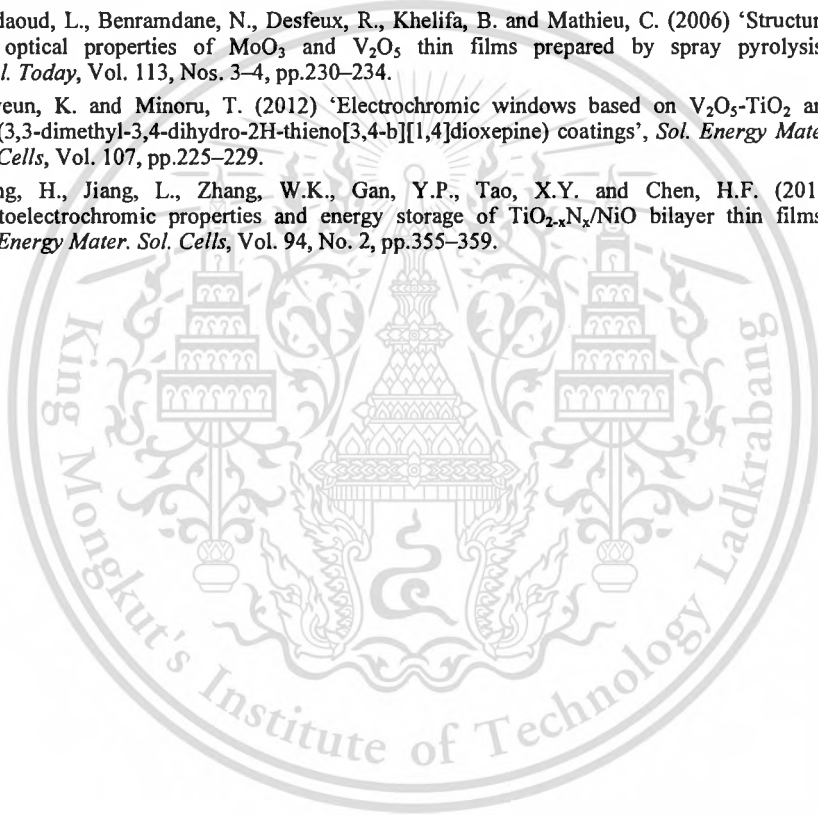 daoud, L., Benramdane, N., Desfeux, R., Khelifa, B. and Mathieu, C. (2006) ‘Structur
optical properties of MoO₃ and V₂O₅ thin films prepared by spray pyrolysis
l. Today, Vol. 113, Nos. 3–4, pp.230–234.
eun, K. and Minoru, T. (2012) ‘Electrochromic windows based on V₂O₅-TiO₂ an
(3,3-dimethyl-3,4-dihydro-2H-thieno[3,4-b][1,4]dioxepine) coatings’, Sol. Energy Mate
Cells, Vol. 107, pp.225–229.
ng, H., Jiang, L., Zhang, W.K., Gan, Y.P., Tao, X.Y. and Chen, H.F. (201
toelectrochromic properties and energy storage of TiO₂₋ₓNₓ/NiO bilayer thin films
Energy Mater. Sol. Cells, Vol. 94, No. 2, pp.355–359.
King Mongkut's Institute of Technology Ladkrabang